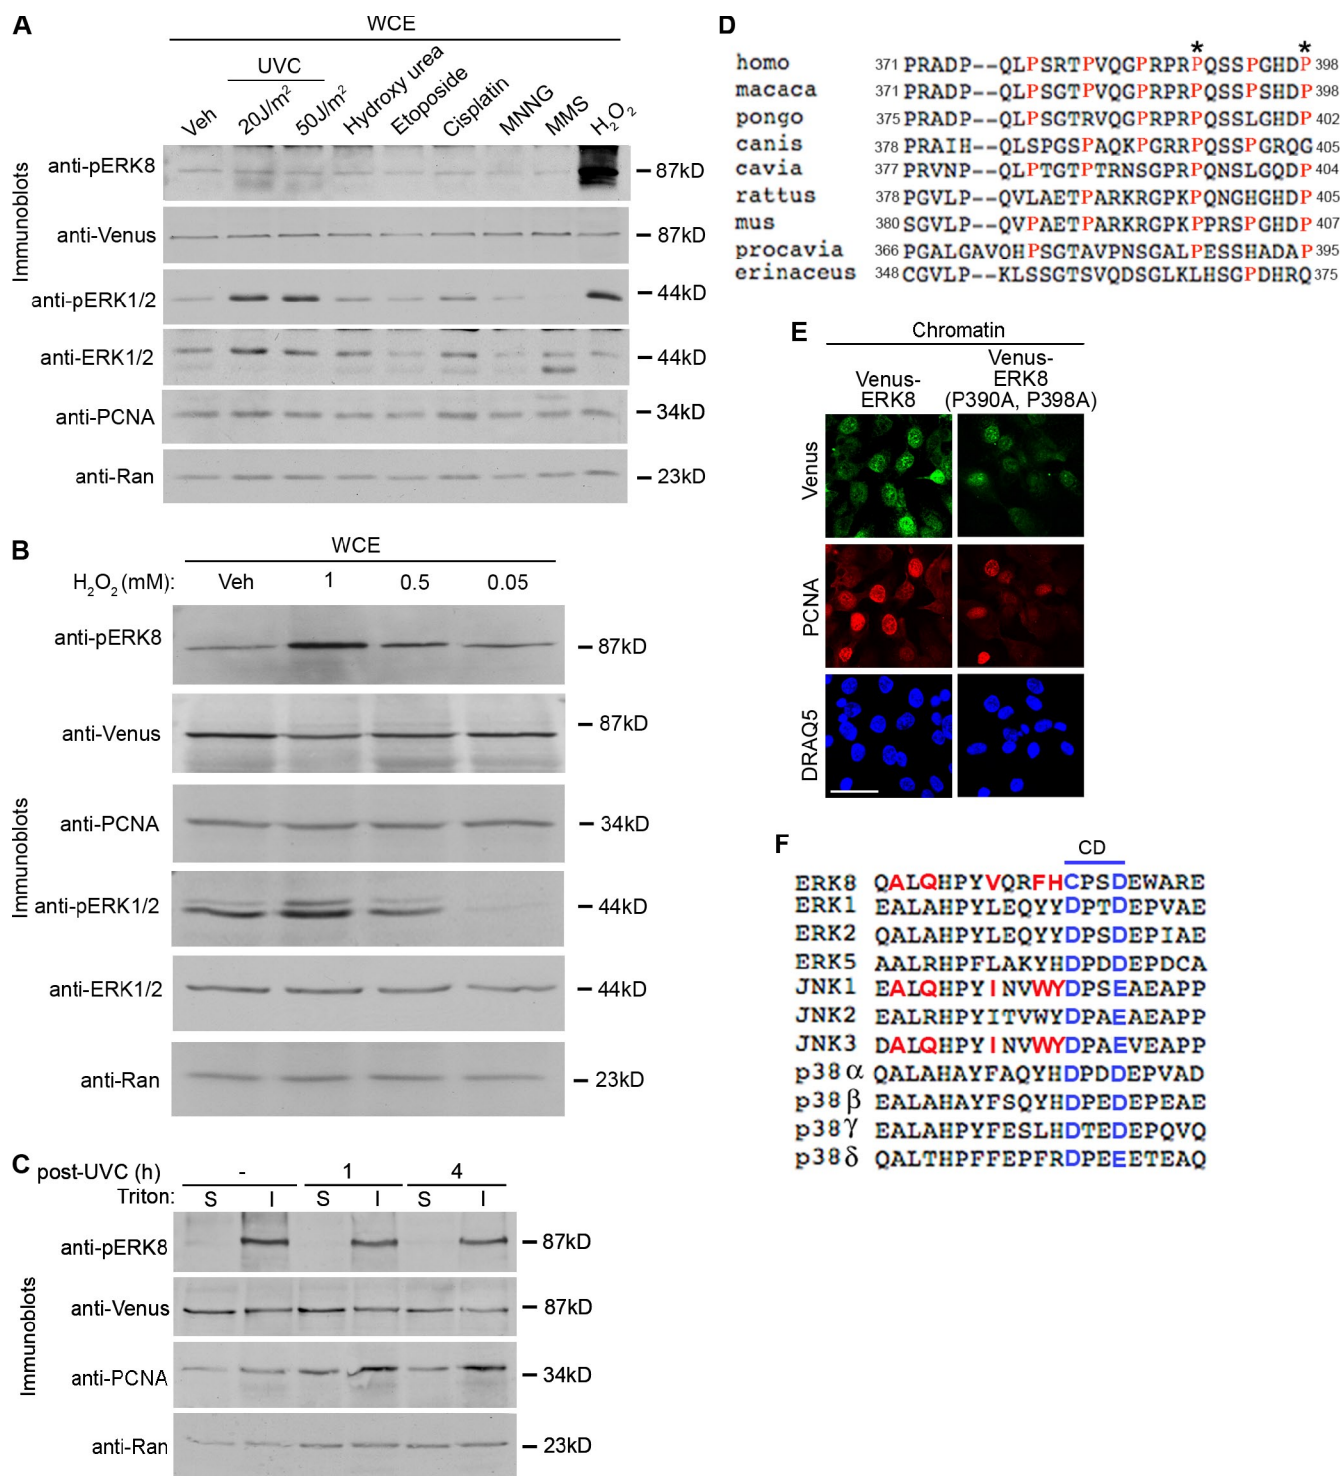 A
WCE
UVC
Veh 20J/m² 50J/m² Hydroxy urea Etoposide Cisplatin MNNG MMS H₂O₂
Immunoblots
anti-pERK8 87kD
anti-Venus 87kD
anti-pERK1/2 44kD
anti-ERK1/2 44kD
anti-PCNA 34kD
anti-Ran 23kD
B
WCE
H₂O₂ (mM): Veh 1 0.5 0.05
Immunoblots
anti-pERK8 87kD
anti-Venus 87kD
anti-PCNA 34kD
anti-pERK1/2 44kD
anti-ERK1/2 44kD
anti-Ran 23kD
C
post-UVC (h) - 1 4
Triton: S I S I S I
Immunoblots
anti-pERK8 87kD
anti-Venus 87kD
anti-PCNA 34kD
anti-Ran 23kD
D
* *
homo 371 PRADP--QLPSRTPVQGPRPRPQSSPGHDP 398
macaca 371 PRADP--QLPSGTPVQGPRPRPQSSPSHDP 398
pongo 375 PRADP--QLPSGTRVQGRPRPQSSLGHDP 402
canis 378 PRAIH--QLSPGSPAQKPGRRPQSSPGRQG 405
cavia 377 PRVNP--QLPTGTPTRNSGPRPQNSLGQDP 404
rattus 378 PGVLP--QVLAETPARKRGPKPQNGHGHDP 405
mus 380 SGVLP--QVPAETPARKRGPKPPRSPGHDP 407
procavia 366 PGALGAVQHPSGTAVPNSGALPESSHADAP 395
erinaceus 348 CGVLP--KLSSGTSVQDSGLKLHSGPDHRQ 375
E
Chromatin
Venus-ERK8
Venus-ERK8 (P390A, P398A)
Venus
PCNA
DRAQ5
F
CD
ERK8 QALQHPYVQRFHCPSDEWARE
ERK1 EALAHPYLEQYYDPTDEPVAE
ERK2 QALAHPYLEQYYDPSDEPIAE
ERK5 AALRHPFLAKYHDPDDEPDCA
JNK1 EALQHPYINVWYDPSEAEAPP
JNK2 EALRHPYITVWYDPAEAEAPP
JNK3 DALQHPYINVWYDPAEVEAPP
p38α QALAHAYFAQYHDPDDEPVAD
p38β EALAHAYFSQYHDPEDEPEAE
p38γ EALAHPYFESLHDTEDEPQVQ
p38δ QALTHPFFEPFRDPEEETEAQ